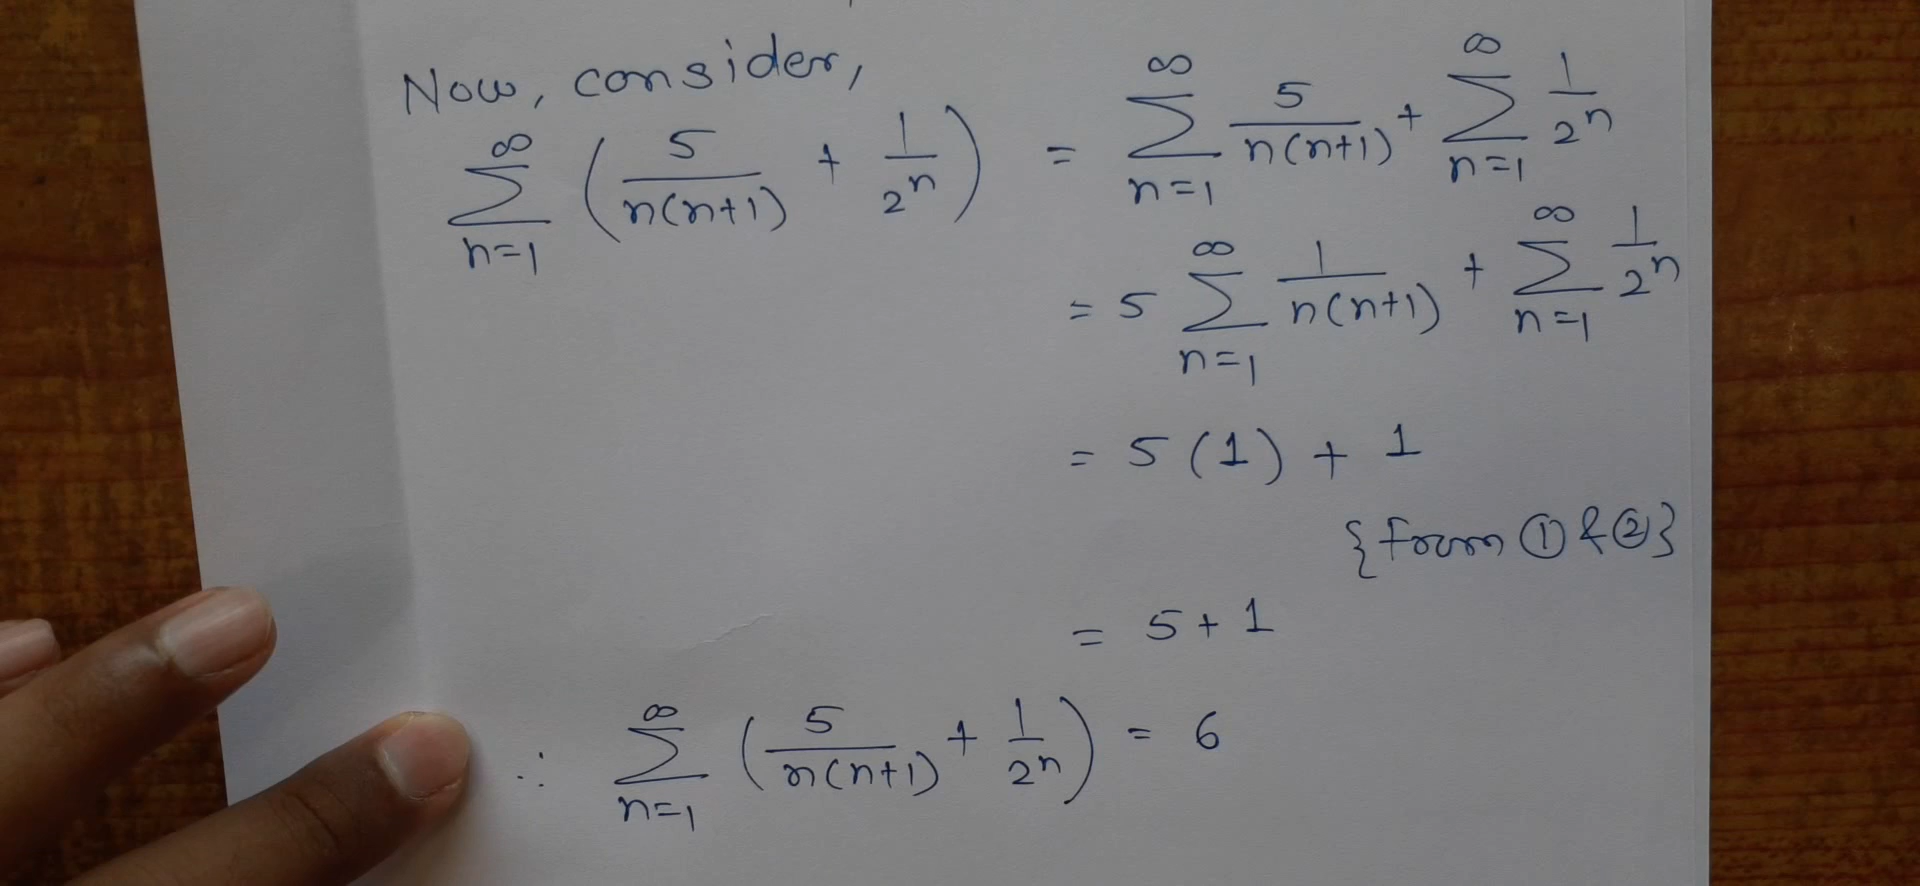 Now, consider,
∞ ∑ n=1 ( 5 / n(n+1) + 1 / 2^n ) = ∞ ∑ n=1 5 / n(n+1) + ∞ ∑ n=1 1 / 2^n
= 5 ∞ ∑ n=1 1 / n(n+1) + ∞ ∑ n=1 1 / 2^n
= 5 (1) + 1
{From ① & ②}
= 5 + 1
∴ ∞ ∑ n=1 ( 5 / n(n+1) + 1 / 2^n ) = 6